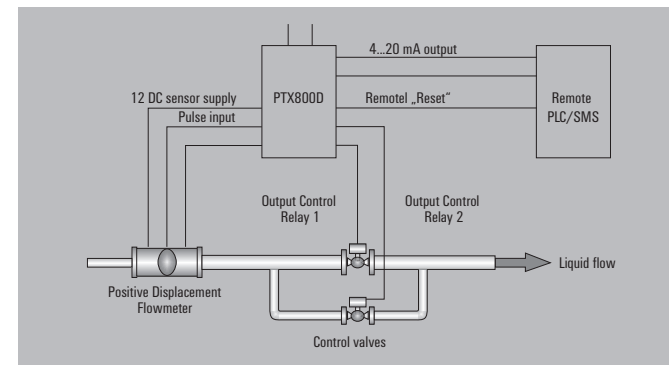 4...20 mA output
12 DC sensor supply
PTX800D
Remotel „Reset“
Remote
PLC/SMS
Pulse input
Output Control
Relay 1
Output Control
Relay 2
Liquid flow
Positive Displacement
Flowmeter
Control valves